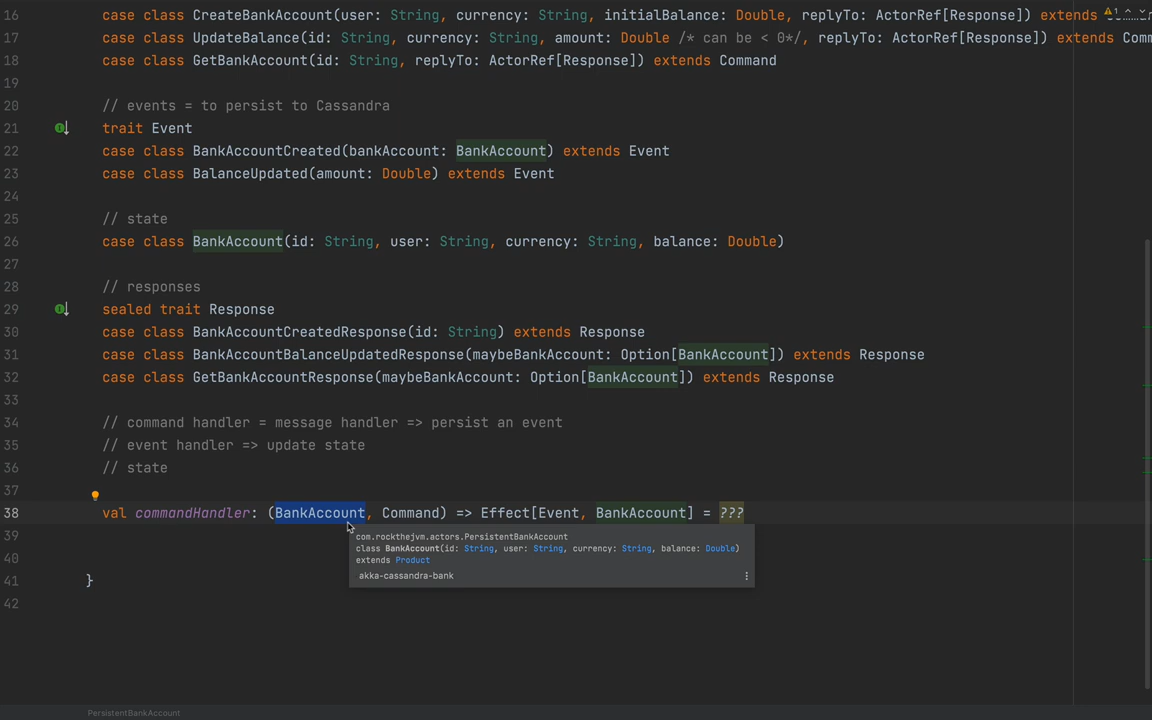 16 case class CreateBankAccount(user: String, currency: String, initialBalance: Double, replyTo: ActorRef[Response]) extends
17 case class UpdateBalance(id: String, currency: String, amount: Double /* can be < 0*/, replyTo: ActorRef[Response]) extends Comm
18 case class GetBankAccount(id: String, replyTo: ActorRef[Response]) extends Command
19
20 // events = to persist to Cassandra
21 trait Event
22 case class BankAccountCreated(bankAccount: BankAccount) extends Event
23 case class BalanceUpdated(amount: Double) extends Event
24
25 // state
26 case class BankAccount(id: String, user: String, currency: String, balance: Double)
27
28 // responses
29 sealed trait Response
30 case class BankAccountCreatedResponse(id: String) extends Response
31 case class BankAccountBalanceUpdatedResponse(maybeBankAccount: Option[BankAccount]) extends Response
32 case class GetBankAccountResponse(maybeBankAccount: Option[BankAccount]) extends Response
33
34 // command handler = message handler => persist an event
35 // event handler => update state
36 // state
37
38 val commandHandler: (BankAccount, Command) => Effect[Event, BankAccount] = ???
39
com.rockthejvm.actors.PersistentBankAccount
class BankAccount(id: String, user: String, currency: String, balance: Double)
40
extends Product
akka-cassandra-bank
41 }
42
PersistentBankAccount